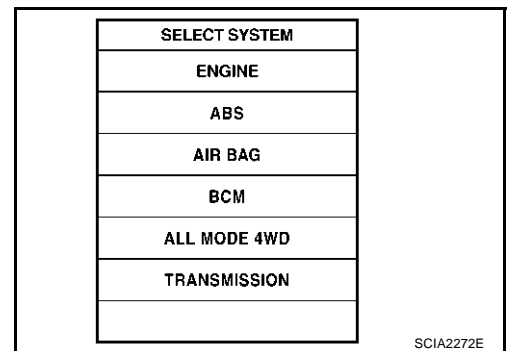 SELECT SYSTEM
ENGINE
ABS
AIR BAG
BCM
ALL MODE 4WD
TRANSMISSION
SCIA2272E